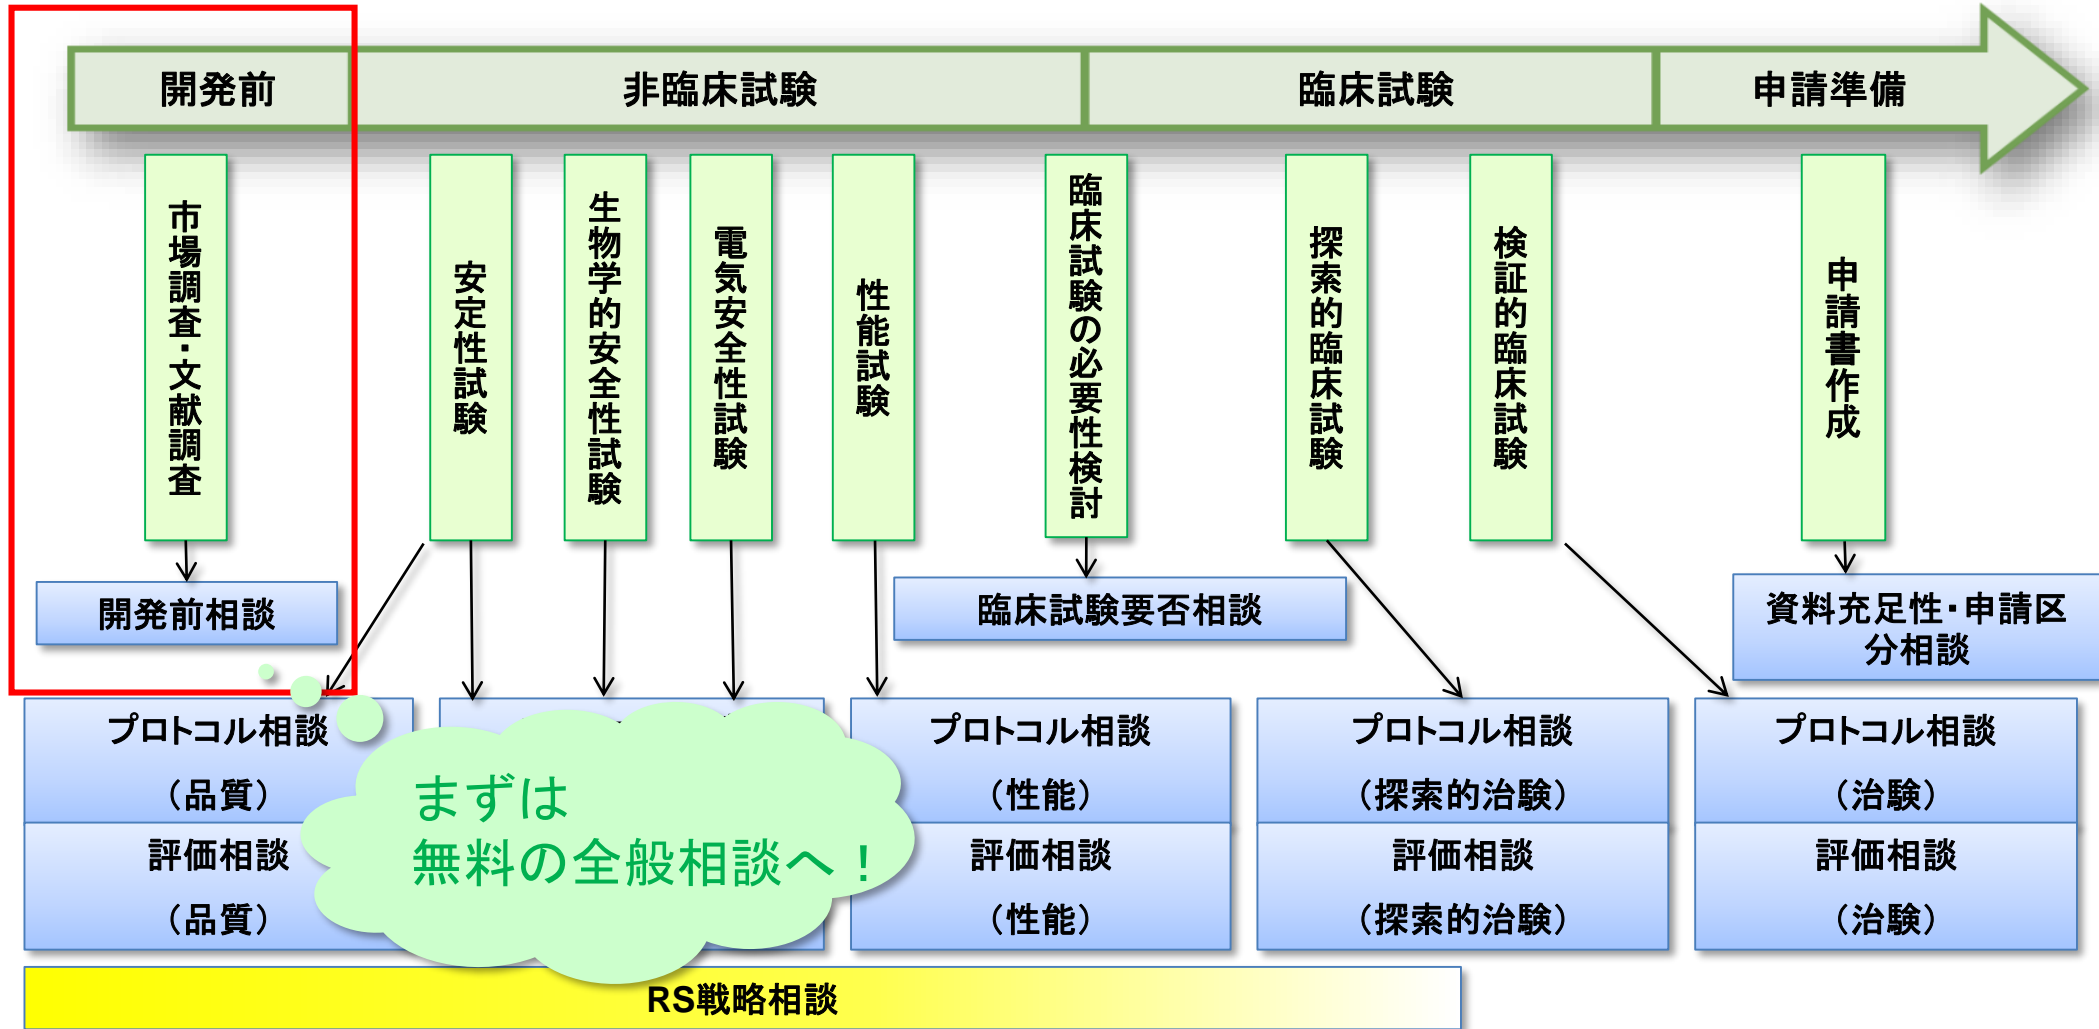 開発前
非臨床試験
臨床試験
申請準備
市場調査・文献調査
安定性試験
生物学的安全性試験
電気安全性試験
性能試験
臨床試験の必要性検討
探索的臨床試験
検証的臨床試験
申請書作成
開発前相談
臨床試験要否相談
資料充足性・申請区
分相談
プロトコル相談
（品質）
評価相談
（品質）
まずは
無料の全般相談へ！
プロトコル相談
（性能）
評価相談
（性能）
プロトコル相談
（探索的治験）
評価相談
（探索的治験）
プロトコル相談
（治験）
評価相談
（治験）
RS戦略相談